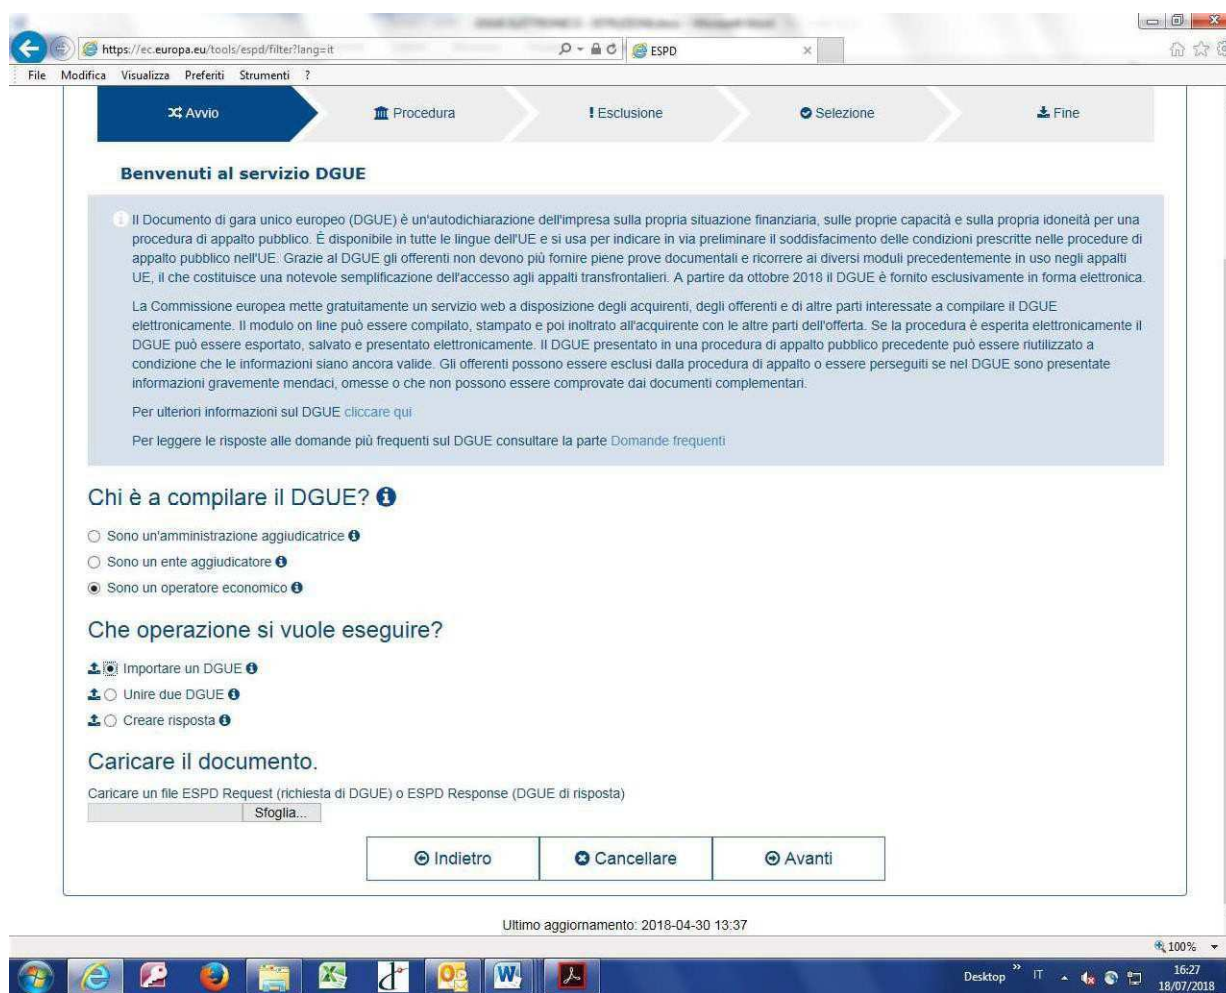 https://ec.europa.eu/tools/espd/filter?lang=it
ESPD
File Modifica Visualizza Preferiti Strumenti ?
Avvio
Procedura
Esclusione
Selezione
Fine
Benvenuti al servizio DGUE
Il Documento di gara unico europeo (DGUE) è un'autodichiarazione dell'impresa sulla propria situazione finanziaria, sulle proprie capacità e sulla propria idoneità per una
procedura di appalto pubblico. È disponibile in tutte le lingue dell'UE e si usa per indicare in via preliminare il soddisfacimento delle condizioni prescritte nelle procedure di
appalto pubblico nell'UE. Grazie al DGUE gli offerenti non devono più fornire piene prove documentali e ricorrere ai diversi moduli precedentemente in uso negli appalti
UE, il che costituisce una notevole semplificazione dell'accesso agli appalti transfrontalieri. A partire da ottobre 2018 il DGUE è fornito esclusivamente in forma elettronica.
La Commissione europea mette gratuitamente un servizio web a disposizione degli acquirenti, degli offerenti e di altre parti interessate a compilare il DGUE
elettronicamente. Il modulo on line può essere compilato, stampato e poi inoltrato all'acquirente con le altre parti dell'offerta. Se la procedura è esperita elettronicamente il
DGUE può essere esportato, salvato e presentato elettronicamente. Il DGUE presentato in una procedura di appalto pubblico precedente può essere riutilizzato a
condizione che le informazioni siano ancora valide. Gli offerenti possono essere esclusi dalla procedura di appalto o essere perseguiti se nel DGUE sono presentate
informazioni gravemente mendaci, omesse o che non possono essere comprovate dai documenti complementari.
Per ulteriori informazioni sul DGUE cliccare qui
Per leggere le risposte alle domande più frequenti sul DGUE consultare la parte Domande frequenti
Chi è a compilare il DGUE?
Sono un'amministrazione aggiudicatrice
Sono un ente aggiudicatore
Sono un operatore economico
Che operazione si vuole eseguire?
Importare un DGUE
Unire due DGUE
Creare risposta
Caricare il documento.
Caricare un file ESPD Request (richiesta di DGUE) o ESPD Response (DGUE di risposta)
Sfoglia...
Indietro
Cancellare
Avanti
Ultimo aggiornamento: 2018-04-30 13:37
100%
Desktop
IT
16:27
18/07/2018